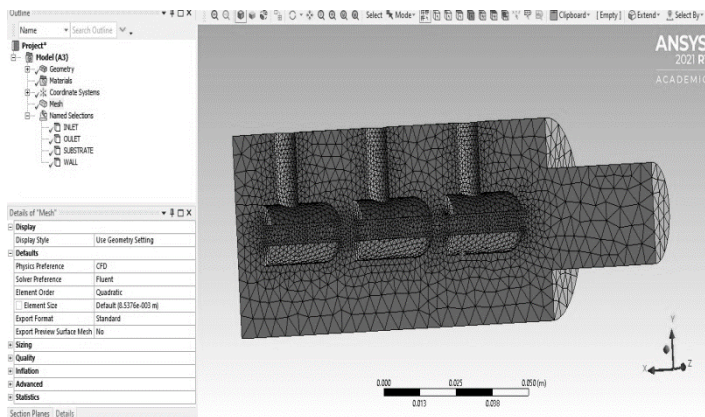 Outline
Name
Search Outline
Project*
Model (A3)
Geometry
Materials
Coordinate Systems
Mesh
Named Selections
INLET
OULET
SUBSTRATE
WALL
Select Mode
Clipboard [Empty] Extend Select By
ANSYS
2021 R
ACADEMIC
Details of "Mesh"
Display
Display Style Use Geometry Setting
Defaults
Physics Preference CFD
Solver Preference Fluent
Element Order Quadratic
Element Size Default (8.5376e-003 m)
Export Format Standard
Export Preview Surface Mesh No
Sizing
Quality
Inflation
Advanced
Statistics
Section Planes Details
0.000 0.025 0.050 (m)
0.013 0.038
Y
X Z